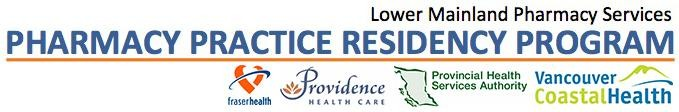 Lower Mainland Pharmacy Services
PHARMACY PRACTICE RESIDENCY PROGRAM
fraserhealth
Providence
HEALTH CARE
Provincial Health
Services Authority
Vancouver
CoastalHealth